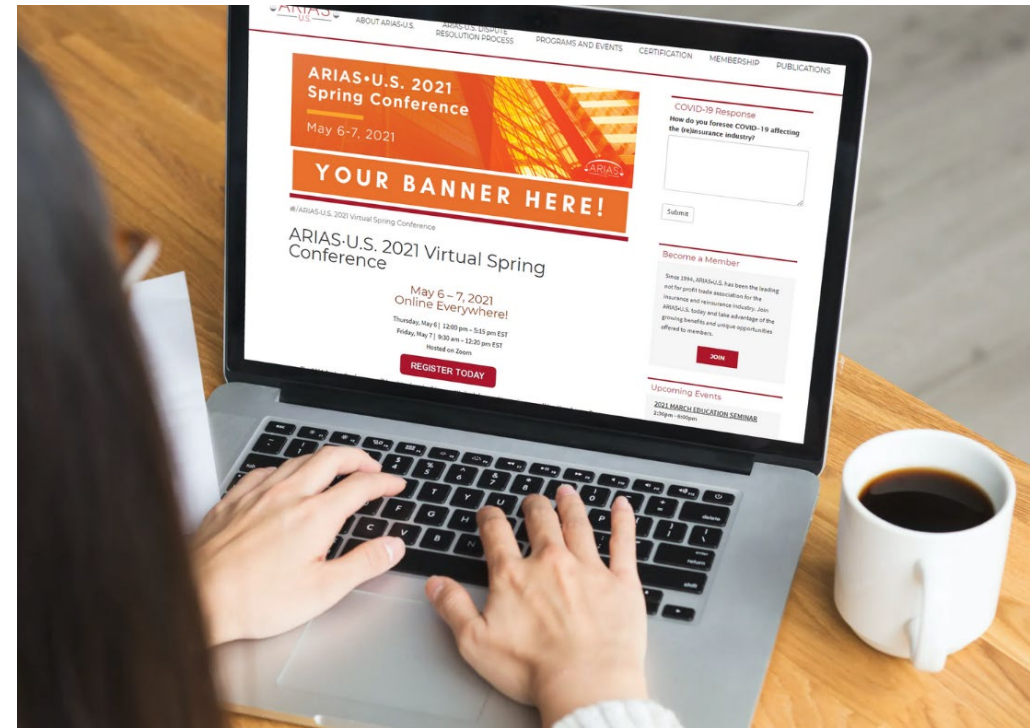 ARIAS
U.S.
ABOUT ARIAS•U.S.
ARIAS•U.S. DISPUTE
RESOLUTION PROCESS
PROGRAMS AND EVENTS
CERTIFICATION
MEMBERSHIP
PUBLICATIONS
ARIAS•U.S. 2021
Spring Conference
May 6-7, 2021
ARIAS
YOUR BANNER HERE!
/ARIAS•U.S. 2021 Virtual Spring Conference
ARIAS•U.S. 2021 Virtual Spring
Conference
May 6 – 7, 2021
Online Everywhere!
Thursday, May 6 | 12:00 pm – 5:15 pm EST
Friday, May 7 | 9:30 am – 12:20 pm EST
Hosted on Zoom
REGISTER TODAY
COVID-19 Response
How do you foresee COVID-19 affecting
the (re)insurance industry?
Submit
Become a Member
Since 1994, ARIAS•U.S. has been the leading
not for profit trade association for the
insurance and reinsurance industry. Join
ARIAS•U.S. today and take advantage of the
growing benefits and unique opportunities
offered to members.
JOIN
Upcoming Events
2021 MARCH EDUCATION SEMINAR
delete
return
shift